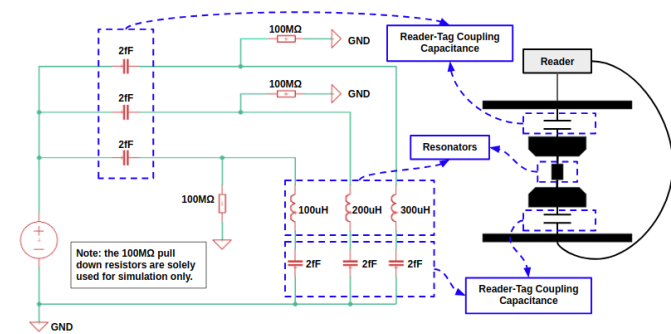 100MΩ
GND
Reader-Tag Coupling
Capacitance
2fF
Reader
100MΩ
GND
2fF
2fF
Resonators
100MΩ
100uH
200uH
300uH
Note: the 100MΩ pull
down resistors are solely
used for simulation only.
2fF
2fF
2fF
Reader-Tag Coupling
Capacitance
GND